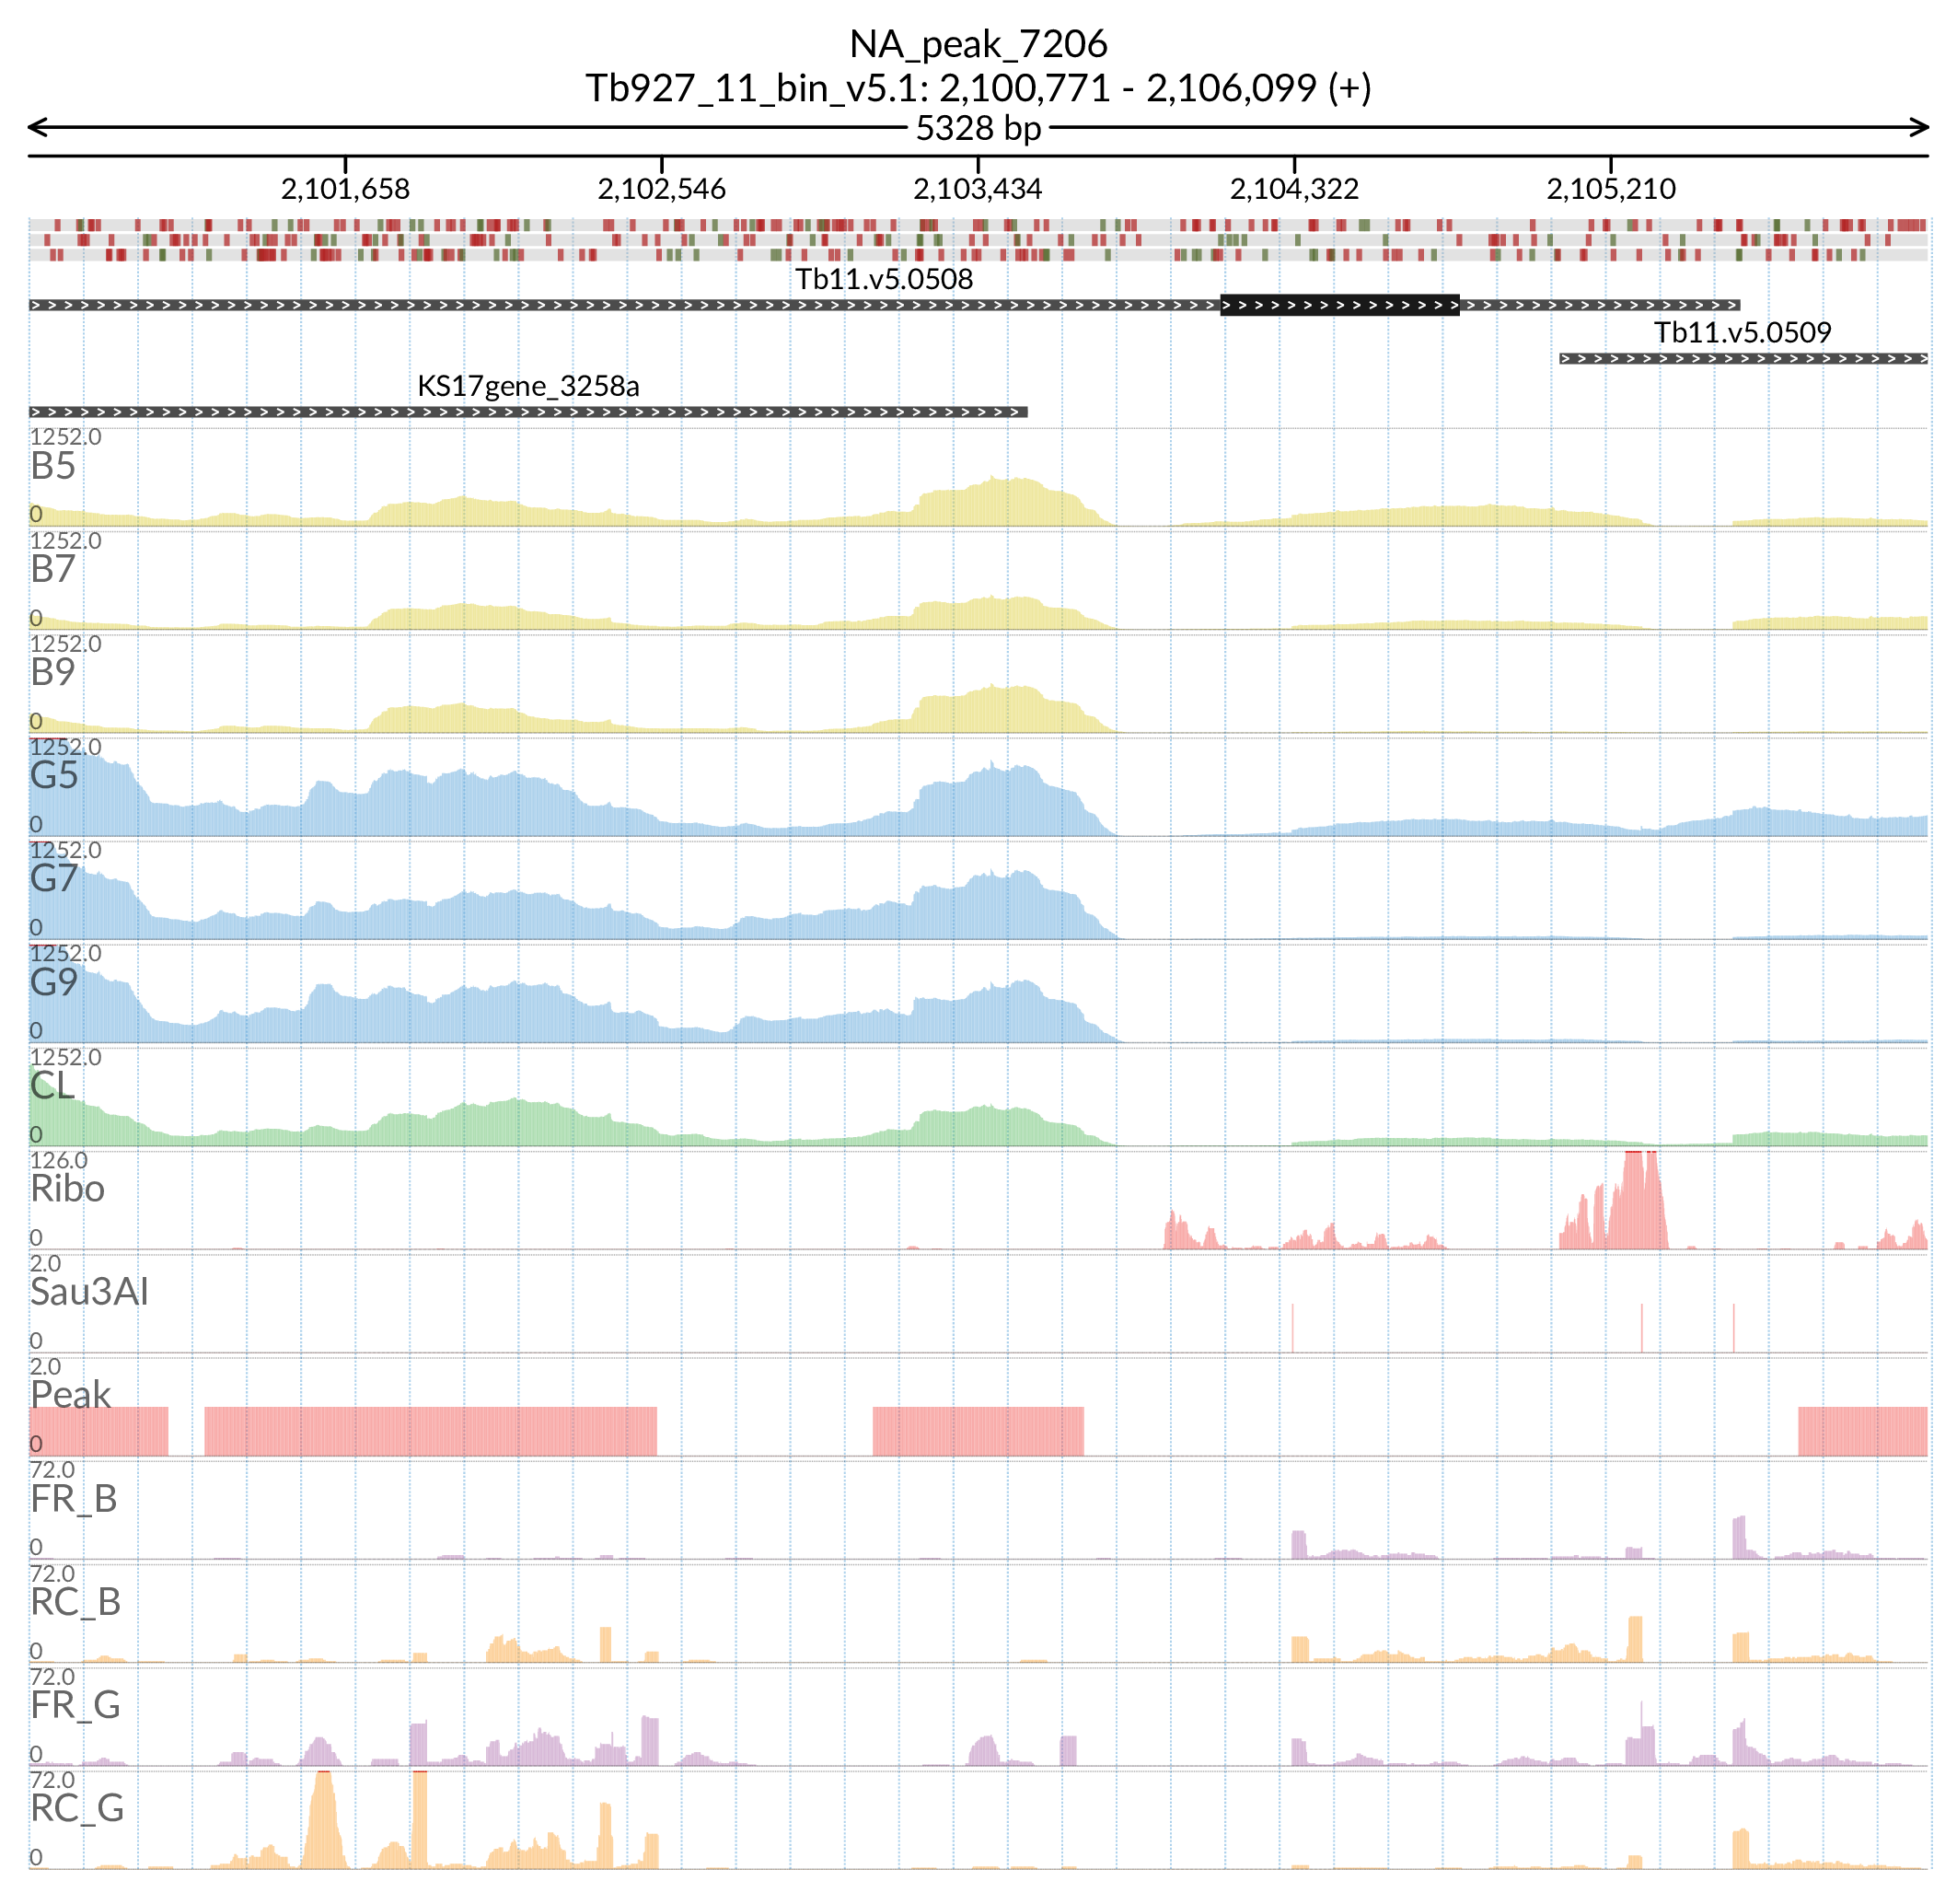 NA_peak_7206
Tb927_11_bin_v5.1: 2,100,771 - 2,106,099 (+)
5328 bp
2,101,658 2,102,546 2,103,434 2,104,322 2,105,210
Tb11.v5.0508
Tb11.v5.0509
KS17gene_3258a
1252.0
B5
0
1252.0
B7
0
1252.0
B9
0
1252.0
G5
0
1252.0
G7
0
1252.0
G9
0
1252.0
CL
0
126.0
Ribo
0
2.0
Sau3AI
0
2.0
Peak
0
72.0
FR_B
0
72.0
RC_B
0
72.0
FR_G
0
72.0
RC_G
0